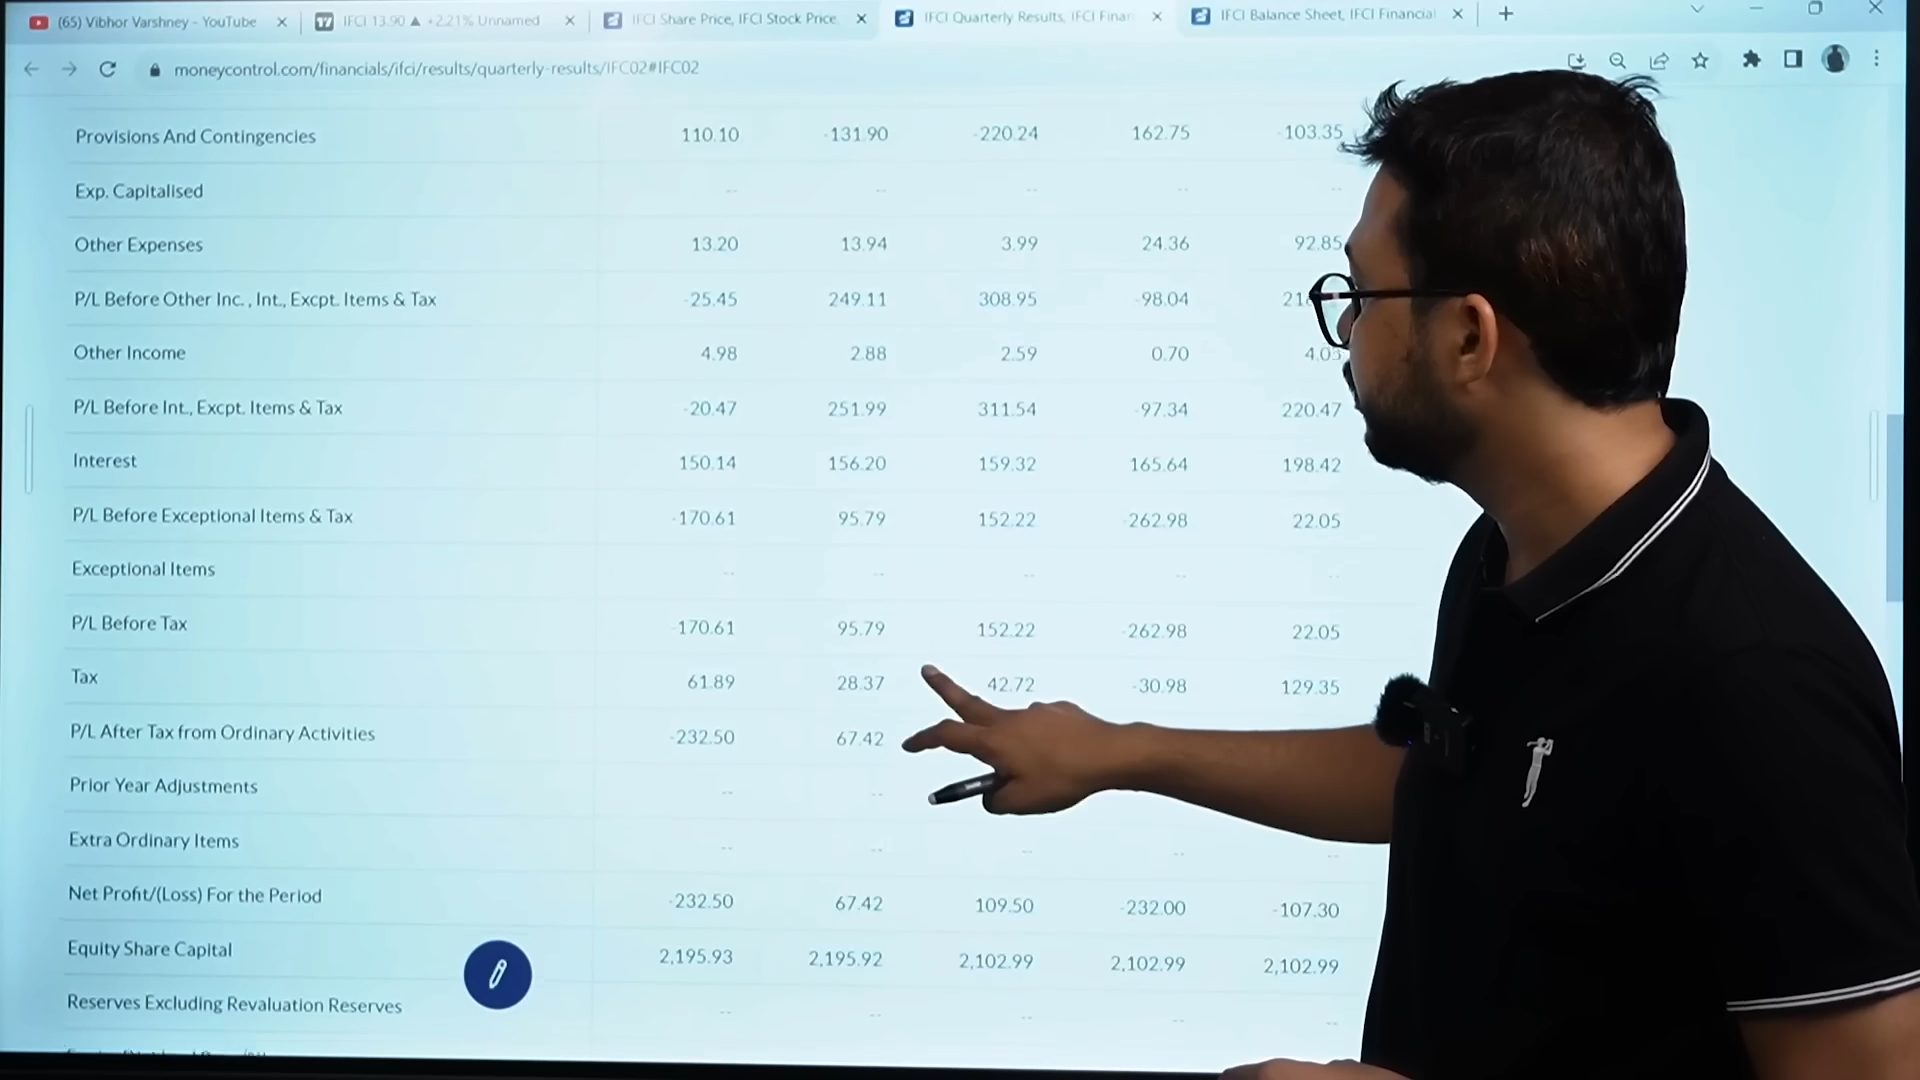 (65) Vibhor Varshney - YouTube IFCI 13.90 ▲ +2.21% Unnamed IFCI Share Price, IFCI Stock Price IFCI Quarterly Results, IFCI Finan IFCI Balance Sheet, IFCI Financial
moneycontrol.com/financials/ifci/results/quarterly-results/IFC02#IFC02
Provisions And Contingencies 110.10 -131.90 -220.24 162.75 -103.35
Exp. Capitalised -- -- -- -- --
Other Expenses 13.20 13.94 3.99 24.36 92.85
P/L Before Other Inc. , Int., Excpt. Items & Tax -25.45 249.11 308.95 -98.04
Other Income 4.98 2.88 2.59 0.70 4.03
P/L Before Int., Excpt. Items & Tax -20.47 251.99 311.54 -97.34 220.47
Interest 150.14 156.20 159.32 165.64 198.42
P/L Before Exceptional Items & Tax -170.61 95.79 152.22 -262.98 22.05
Exceptional Items -- -- -- -- --
P/L Before Tax -170.61 95.79 152.22 -262.98 22.05
Tax 61.89 28.37 42.72 -30.98 129.35
P/L After Tax from Ordinary Activities -232.50 67.42
Prior Year Adjustments -- --
Extra Ordinary Items -- -- -- -- --
Net Profit/(Loss) For the Period -232.50 67.42 109.50 -232.00 -107.30
Equity Share Capital 2,195.93 2,195.92 2,102.99 2,102.99 2,102.99
Reserves Excluding Revaluation Reserves -- -- -- -- --